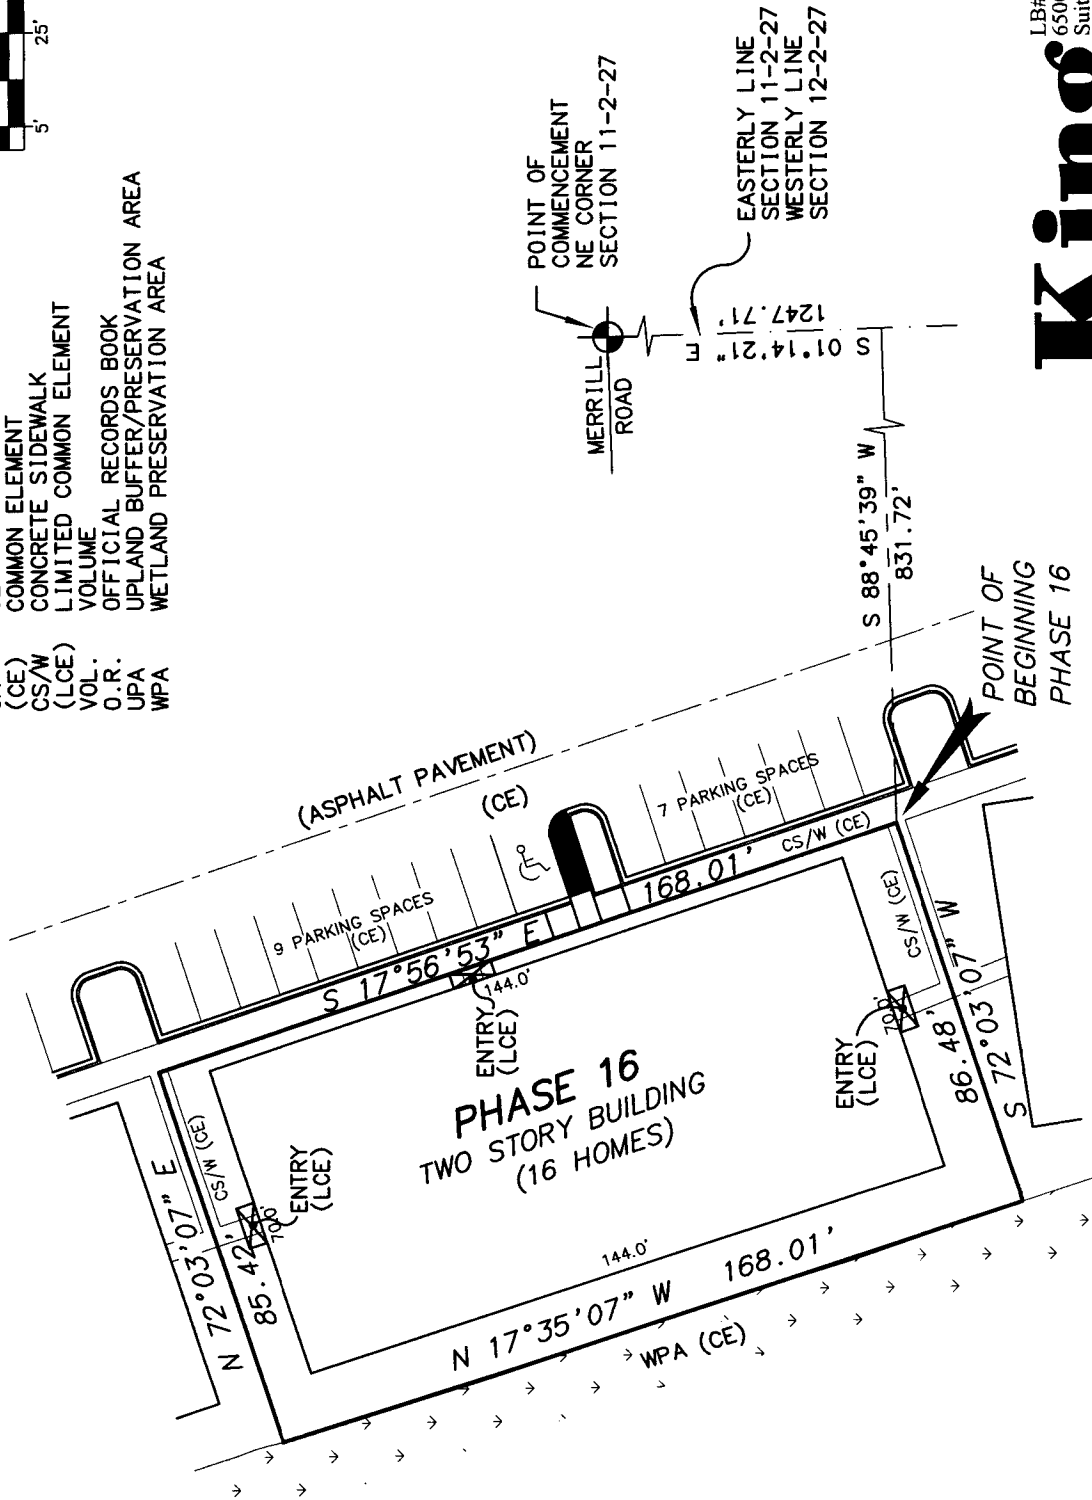 5' 25'
(CE) COMMON ELEMENT
CS/W CONCRETE SIDEWALK
(LCE) LIMITED COMMON ELEMENT
VOL. VOLUME
O.R. OFFICIAL RECORDS BOOK
UPA UPLAND BUFFER/PRESERVATION AREA
WPA WETLAND PRESERVATION AREA
POINT OF
COMMENCEMENT
NE CORNER
SECTION 11-2-27
MERRILL
ROAD
EASTERLY LINE
SECTION 11-2-27
WESTERLY LINE
SECTION 12-2-27
S 01°14'21" E
1247.71'
S 88°45'39" W
831.72'
POINT OF
BEGINNING
PHASE 16
(ASPHALT PAVEMENT)
(CE)
9 PARKING SPACES
(CE)
7 PARKING SPACES
(CE)
S 17°56'53" E
168.01'
CS/W (CE)
144.0'
ENTRY
(LCE)
CS/W (CE)
70.0'
ENTRY
(LCE)
86.48'
S 72°03'07" W
PHASE 16
TWO STORY BUILDING
(16 HOMES)
N 72°03'07" E
85.42'
CS/W (CE)
70.0'
ENTRY
(LCE)
144.0'
N 17°35'07" W
168.01'
WPA (CE)
King
LB#
650
Suit